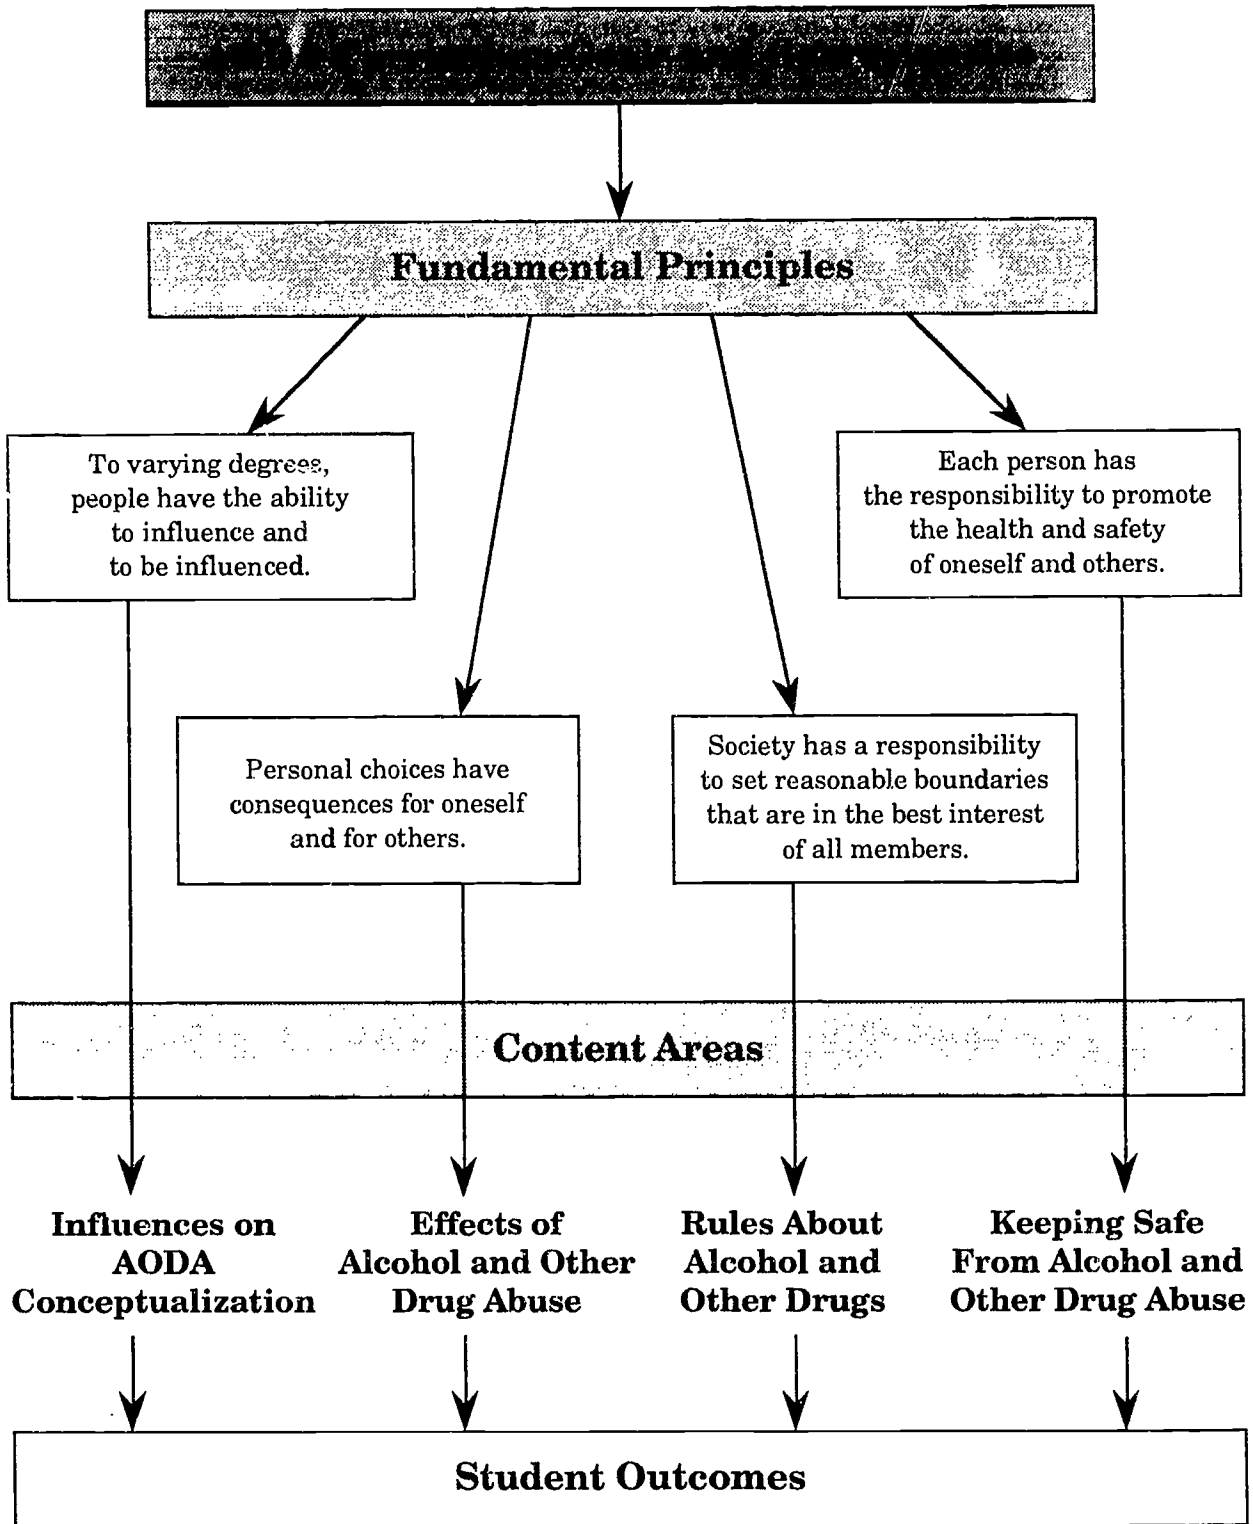 Fundamental Principles
To varying degrees,
people have the ability
to influence and
to be influenced.
Each person has
the responsibility to promote
the health and safety
of oneself and others.
Personal choices have
consequences for oneself
and for others.
Society has a responsibility
to set reasonable boundaries
that are in the best interest
of all members.
Content Areas
Influences on
AODA
Conceptualization
Effects of
Alcohol and Other
Drug Abuse
Rules About
Alcohol and
Other Drugs
Keeping Safe
From Alcohol and
Other Drug Abuse
Student Outcomes